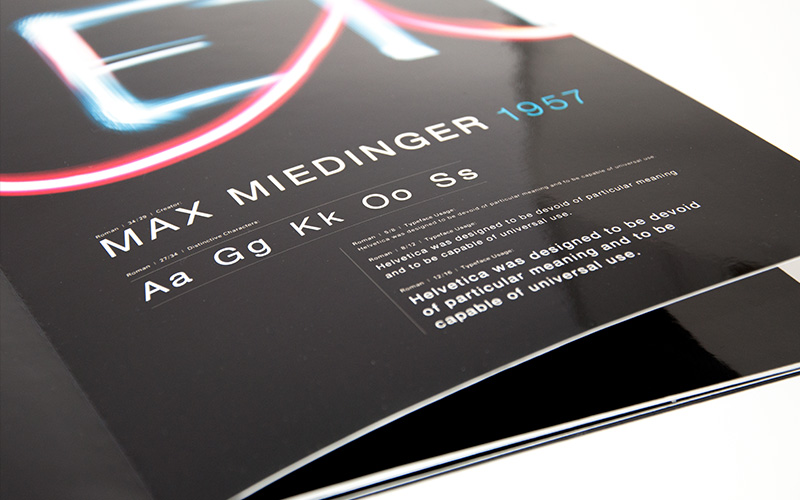 EX
Roman | 34/29 | Creator:
MAX MIEDINGER 1957
Roman | 27/34 | Distinctive Characters:
Aa Gg Kk Oo Ss
Roman | 5/6 | Typeface Usage:
Helvetica was designed to be devoid of particular meaning and to be capable of universal use
Roman | 8/12 | Typeface Usage:
Helvetica was designed to be devoid of particular meaning
and to be capable of universal use.
Roman | 12/15 | Typeface Usage:
Helvetica was designed to be devoid
of particular meaning and to be
capable of universal use.